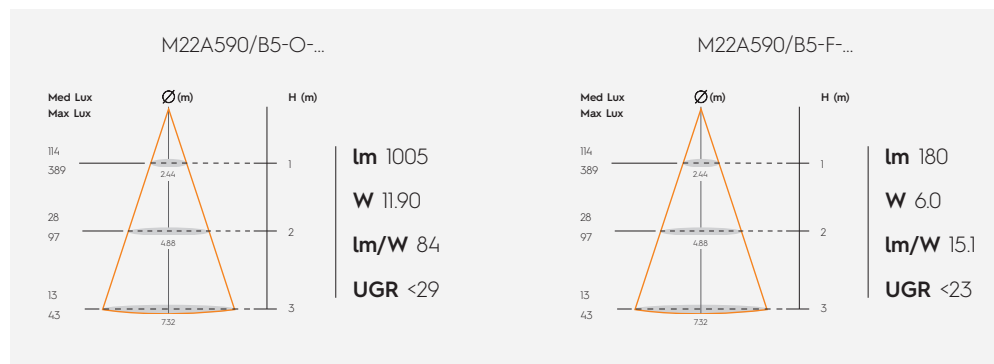 M22A590/B5-O-...
Med Lux
Max Lux
Ø (m)
H (m)
114
389
2.44
1
28
97
4.88
2
13
43
7.32
3
lm 1005
W 11.90
lm/W 84
UGR <29
M22A590/B5-F-...
Med Lux
Max Lux
Ø (m)
H (m)
114
389
2.44
1
28
97
4.88
2
13
43
7.32
3
lm 180
W 6.0
lm/W 15.1
UGR <23